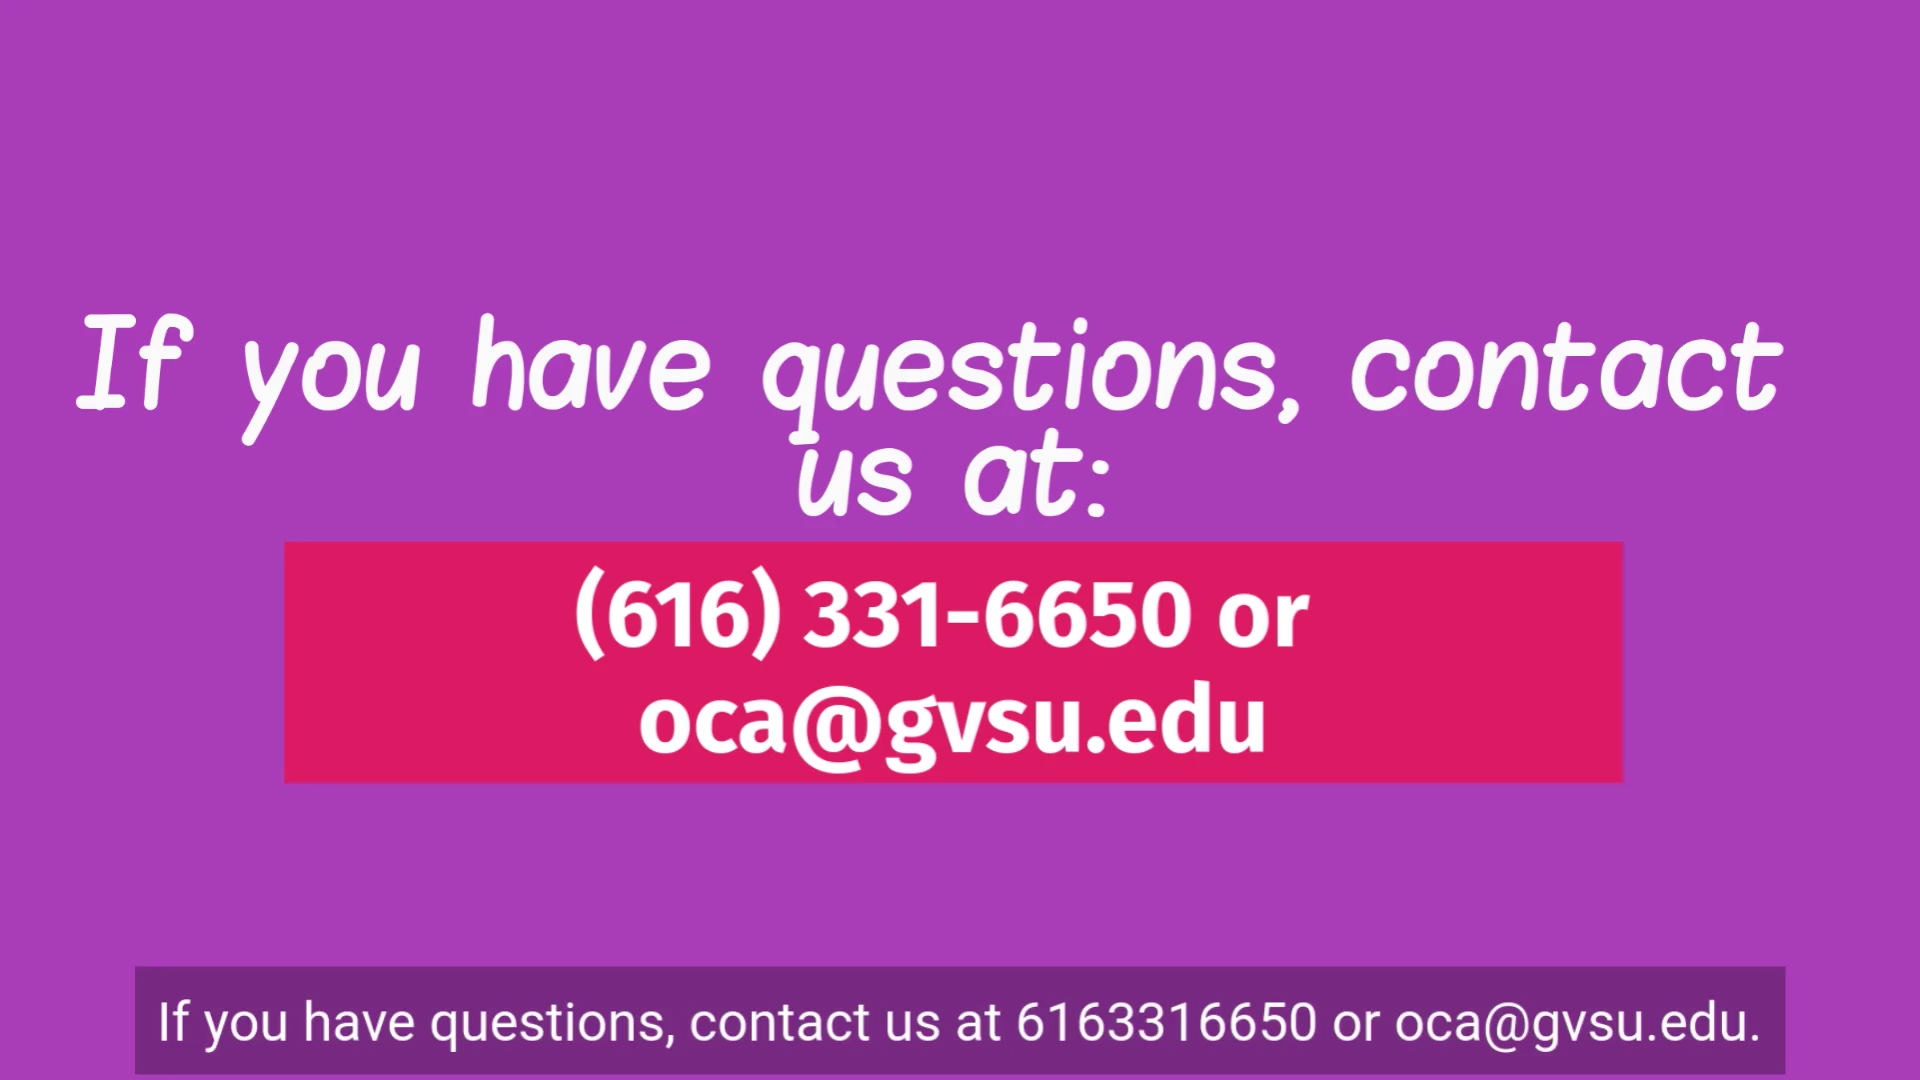 If you have questions, contact
us at:
(616) 331-6650 or
oca@gvsu.edu
If you have questions, contact us at 6163316650 or oca@gvsu.edu.